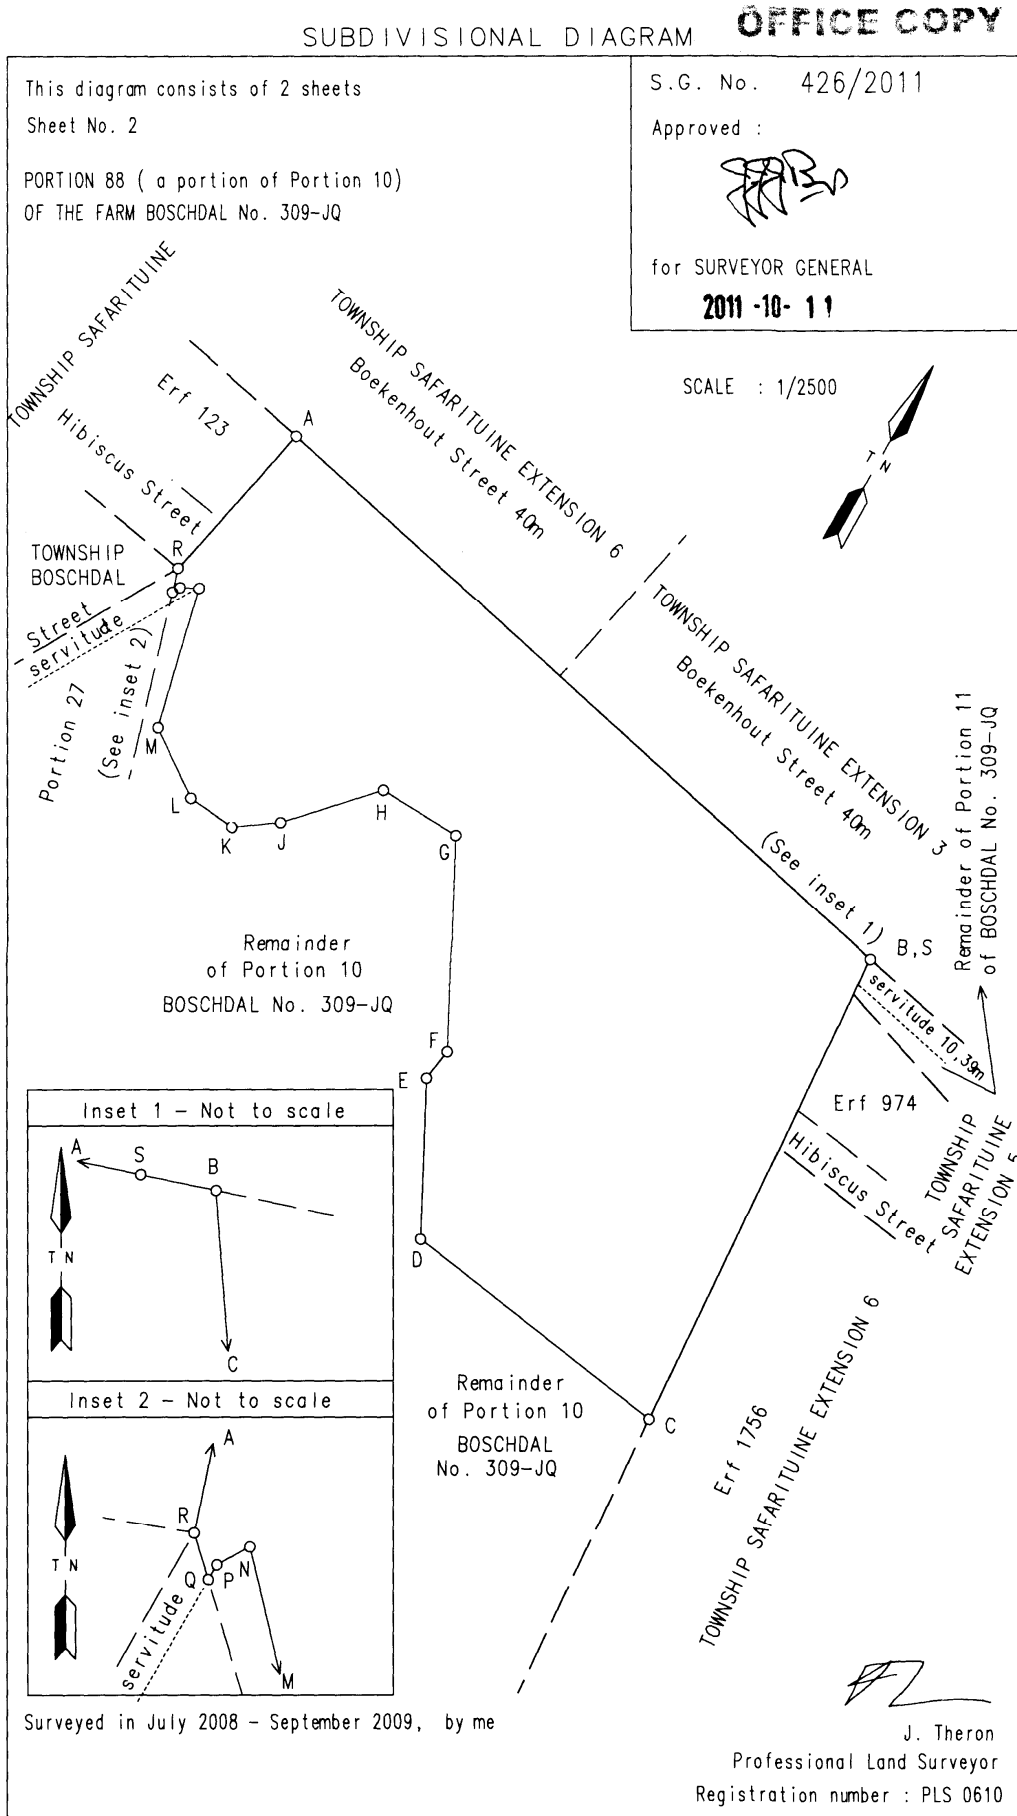 OFFICE COPY
SUBDIVISIONAL DIAGRAM
This diagram consists of 2 sheets
Sheet No. 2
PORTION 88 ( a portion of Portion 10)
OF THE FARM BOSCHDAL No. 309-JQ
S.G. No. 426/2011
Approved :
for SURVEYOR GENERAL
2011 -10- 11
SCALE : 1/2500
T N
TOWNSHIP SAFARITUINE
Erf 123
Hibiscus Street
A
TOWNSHIP SAFARITUINE EXTENSION 6
Boekenhout Street 40m
R
TOWNSHIP
BOSCHDAL
Street
servitude
Portion 27
(See inset 2)
M
L
K
J
H
G
TOWNSHIP SAFARITUINE EXTENSION 3
Boekenhout Street 40m
(See inset 1)
B,S
Remainder of Portion 11
of BOSCHDAL No. 309-JQ
servitude 10,39m
Erf 974
Hibiscus Street
TOWNSHIP
SAFARITUINE
EXTENSION 5
Remainder
of Portion 10
BOSCHDAL No. 309-JQ
F
E
D
C
Inset 1 - Not to scale
A
S
B
T N
C
Inset 2 - Not to scale
A
R
T N
Q
P
N
servitude
M
Remainder
of Portion 10
BOSCHDAL
No. 309-JQ
Erf 1756
TOWNSHIP SAFARITUINE EXTENSION 6
Surveyed in July 2008 - September 2009, by me
J. Theron
Professional Land Surveyor
Registration number : PLS 0610